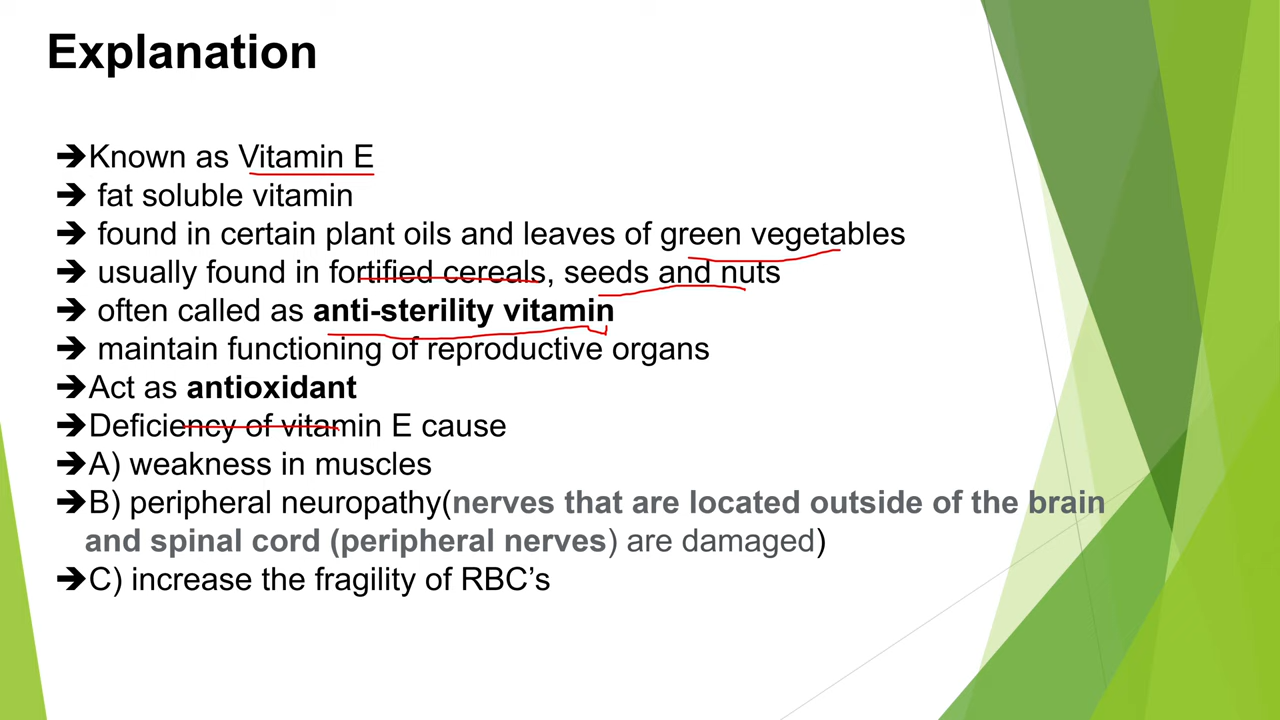 Explanation
➔Known as Vitamin E
➔ fat soluble vitamin
➔ found in certain plant oils and leaves of green vegetables
➔ usually found in fortified cereals, seeds and nuts
➔ often called as anti-sterility vitamin
➔ maintain functioning of reproductive organs
➔Act as antioxidant
➔Deficiency of vitamin E cause
➔A) weakness in muscles
➔B) peripheral neuropathy(nerves that are located outside of the brain
and spinal cord (peripheral nerves) are damaged)
➔C) increase the fragility of RBC’s